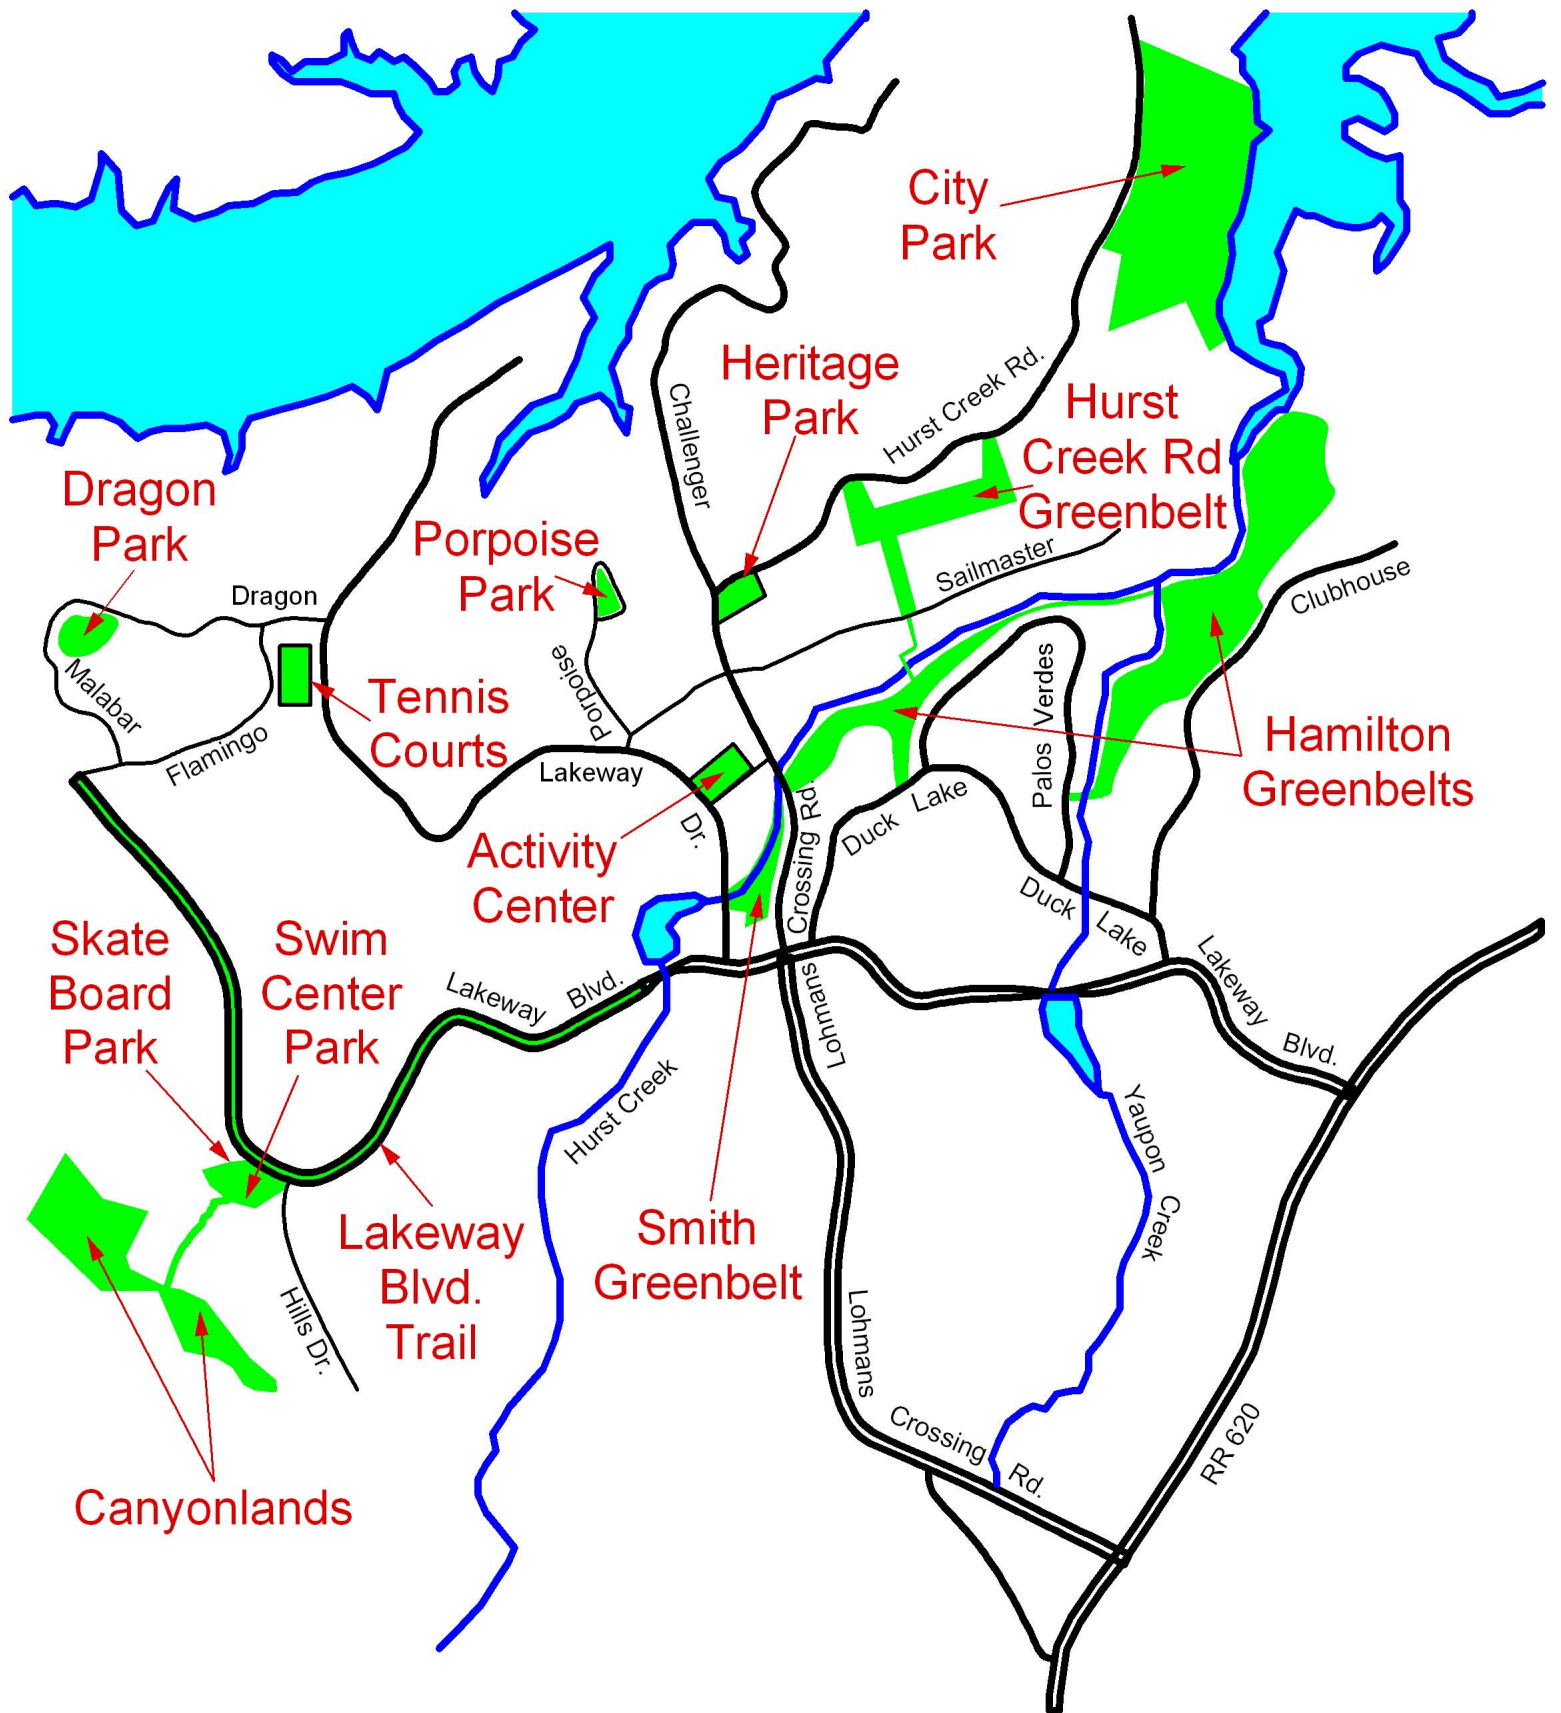 City
Park
Heritage
Park
Hurst Creek Rd.
Hurst
Creek Rd
Greenbelt
Challenger
Dragon
Park
Porpoise
Park
Sailmaster
Clubhouse
Dragon
Malabar
Flamingo
Tennis
Courts
Porpoise
Lakeway
Dr.
Palos Verdes
Hamilton
Greenbelts
Duck Lake
Crossing Rd.
Activity
Center
Duck Lake
Skate
Board
Park
Swim
Center
Park
Lakeway Blvd.
Lohmans
Lakeway Blvd.
Hurst Creek
Yaupon Creek
Lakeway
Blvd.
Trail
Smith
Greenbelt
Hills Dr.
Lohmans
Crossing Rd.
RR 620
Canyonlands